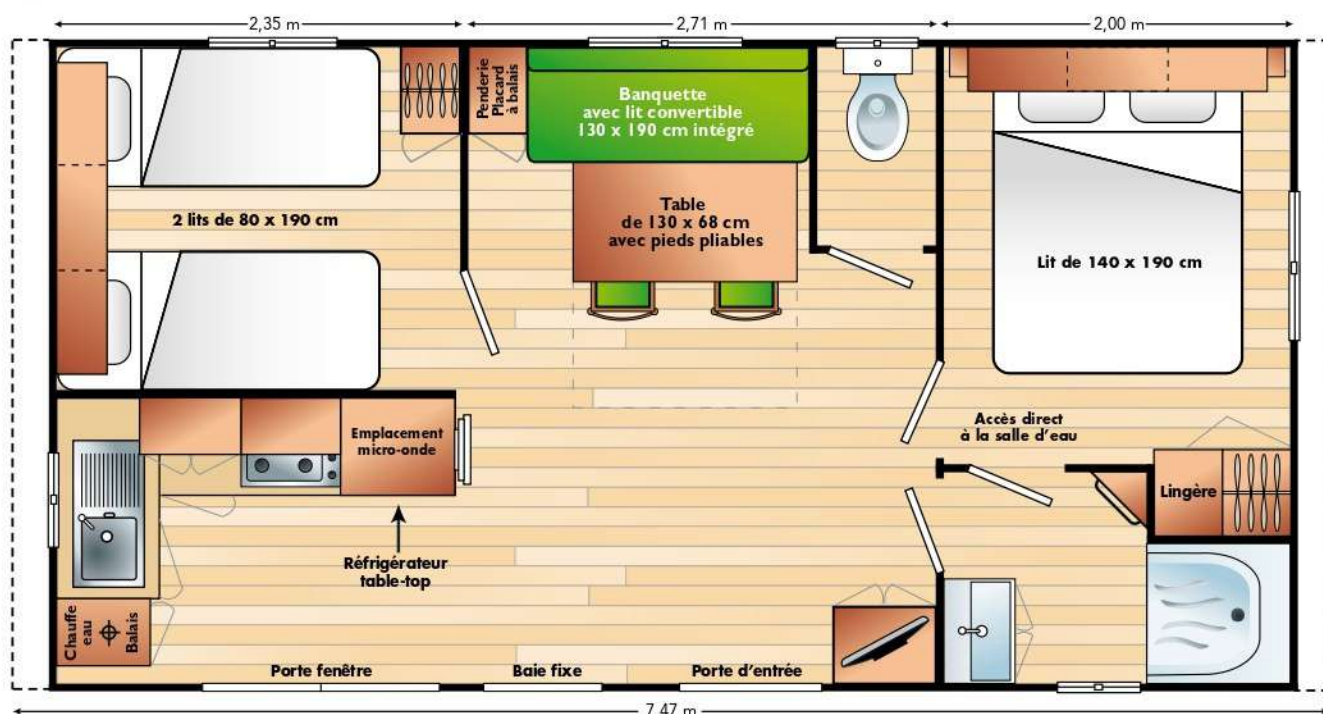 2,35 m
2,71 m
2,00 m
Penderie
Placard
à balais
Banquette
avec lit convertible
130 x 190 cm intégré
2 lits de 80 x 190 cm
Table
de 130 x 68 cm
avec pieds pliables
Lit de 140 x 190 cm
Emplacement
micro-onde
Accès direct
à la salle d'eau
Lingère
Réfrigérateur
table-top
Chauffe
eau
Balais
Porte fenêtre
Baie fixe
Porte d'entrée
7,47 m